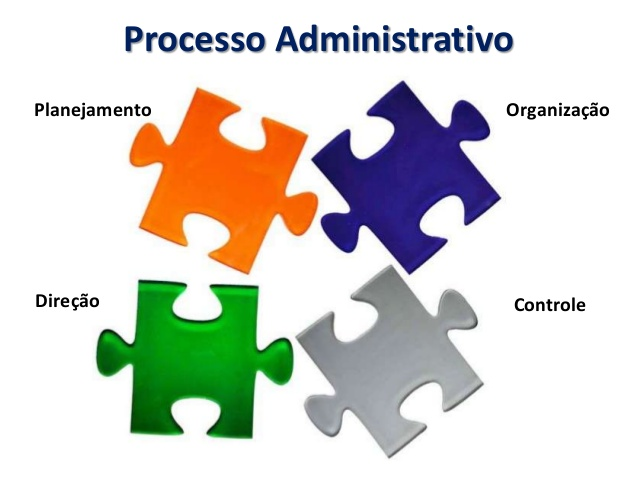 Processo Administrativo
Planejamento
Organização
Direção
Controle